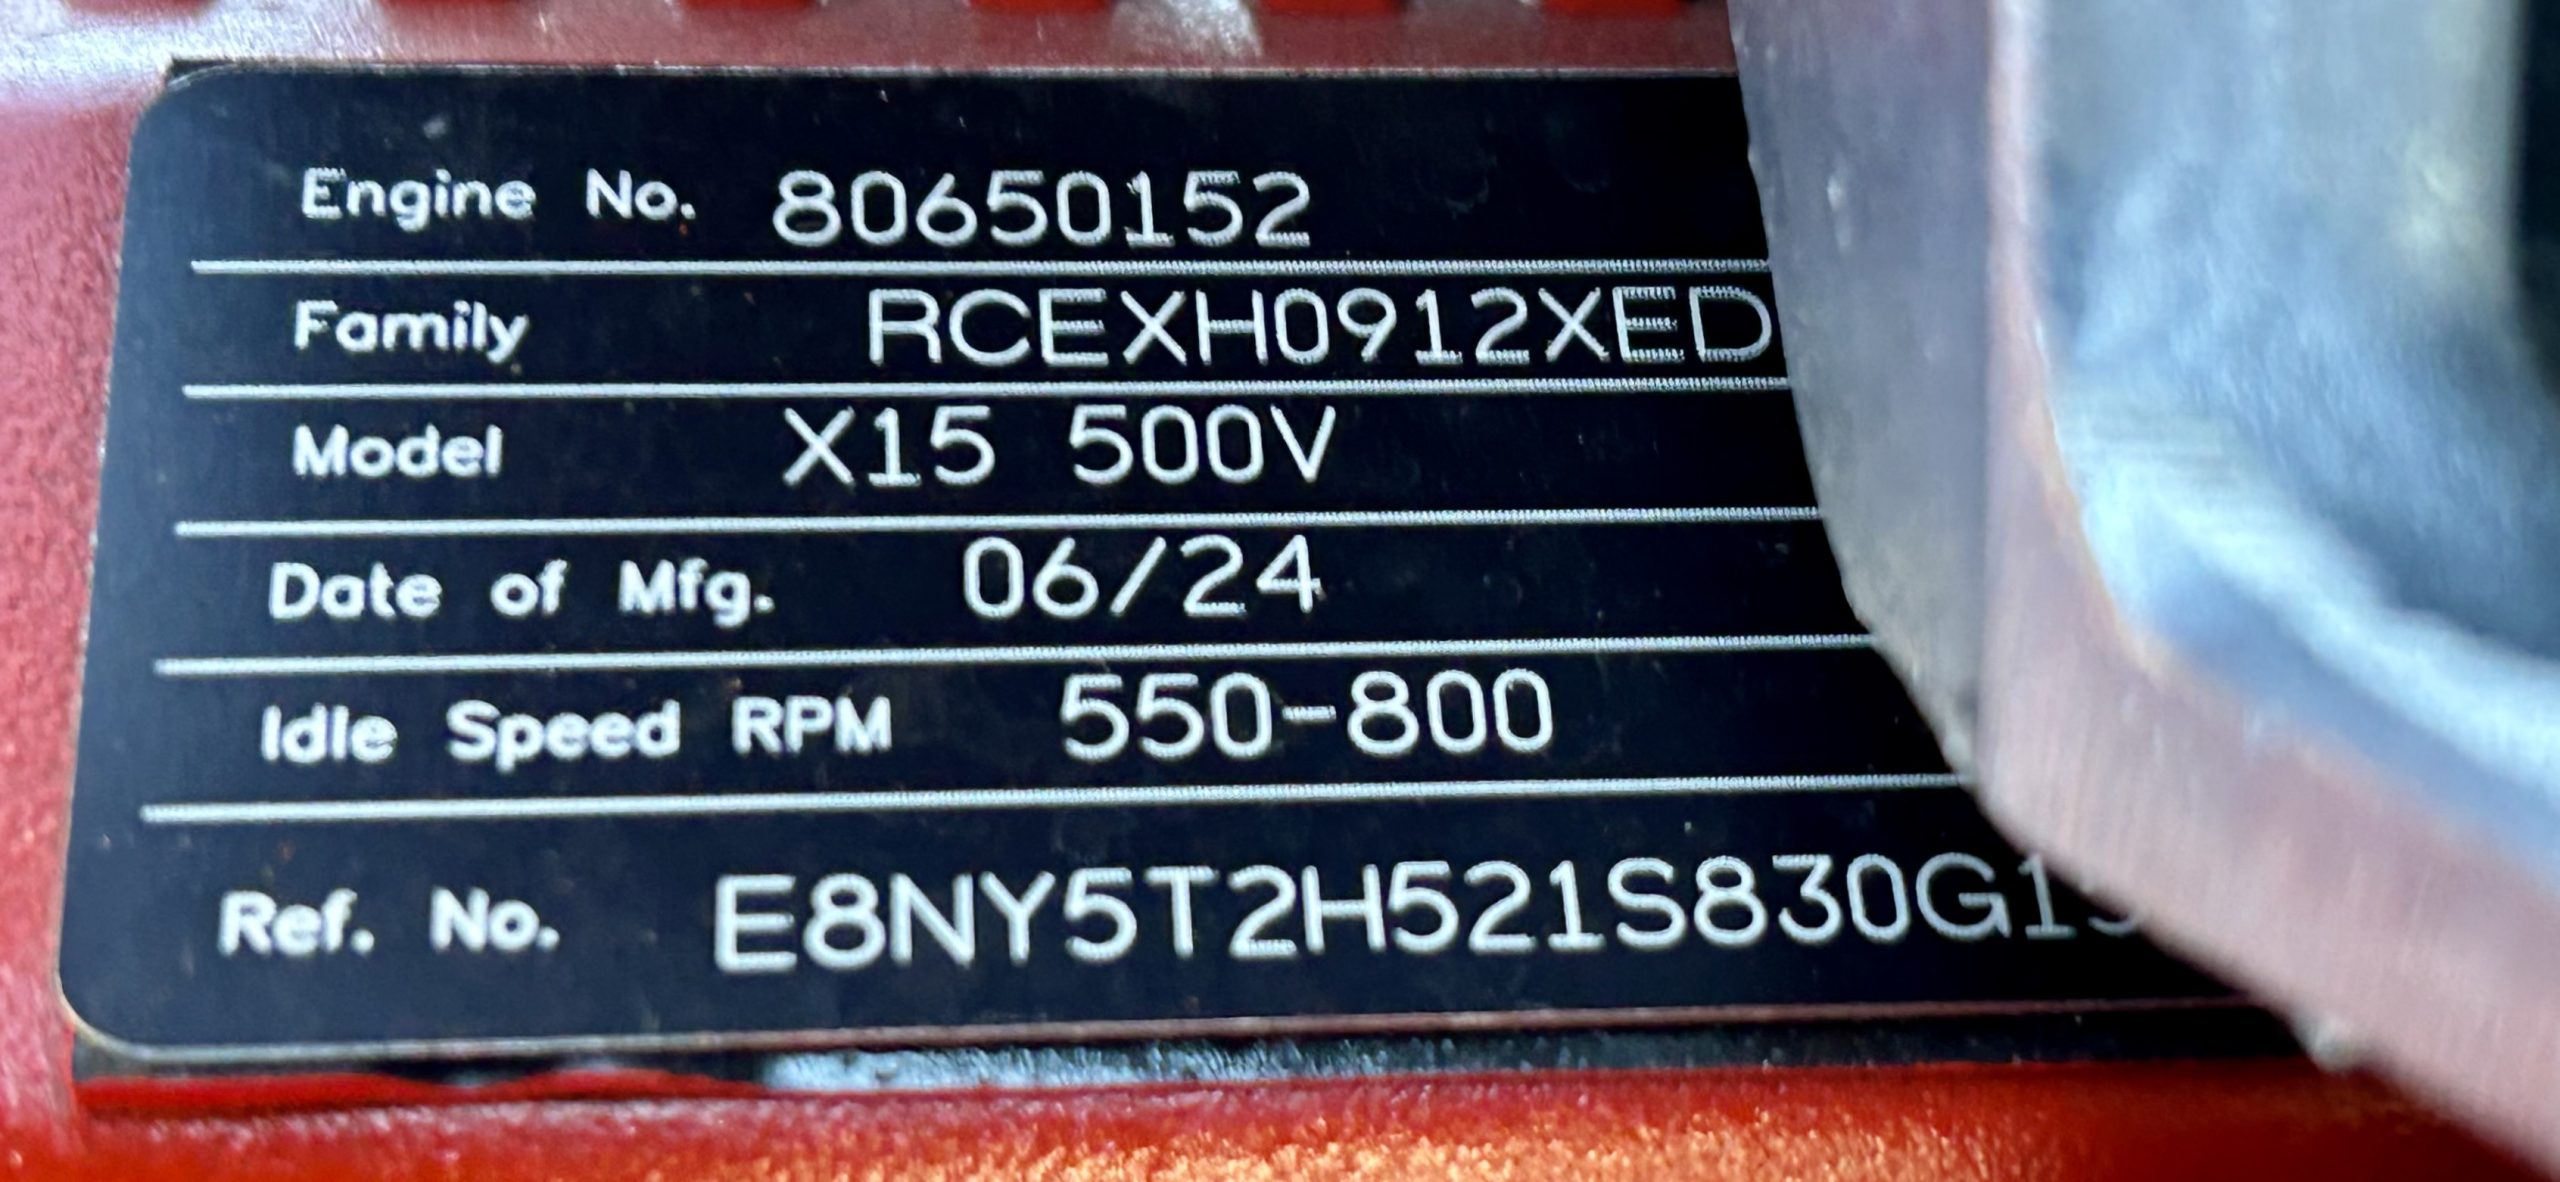 Engine No. 80650152
Family RCEXH0912XED
Model X15 500V
Date of Mfg. 06/24
Idle Speed RPM 550-800
Ref. No.